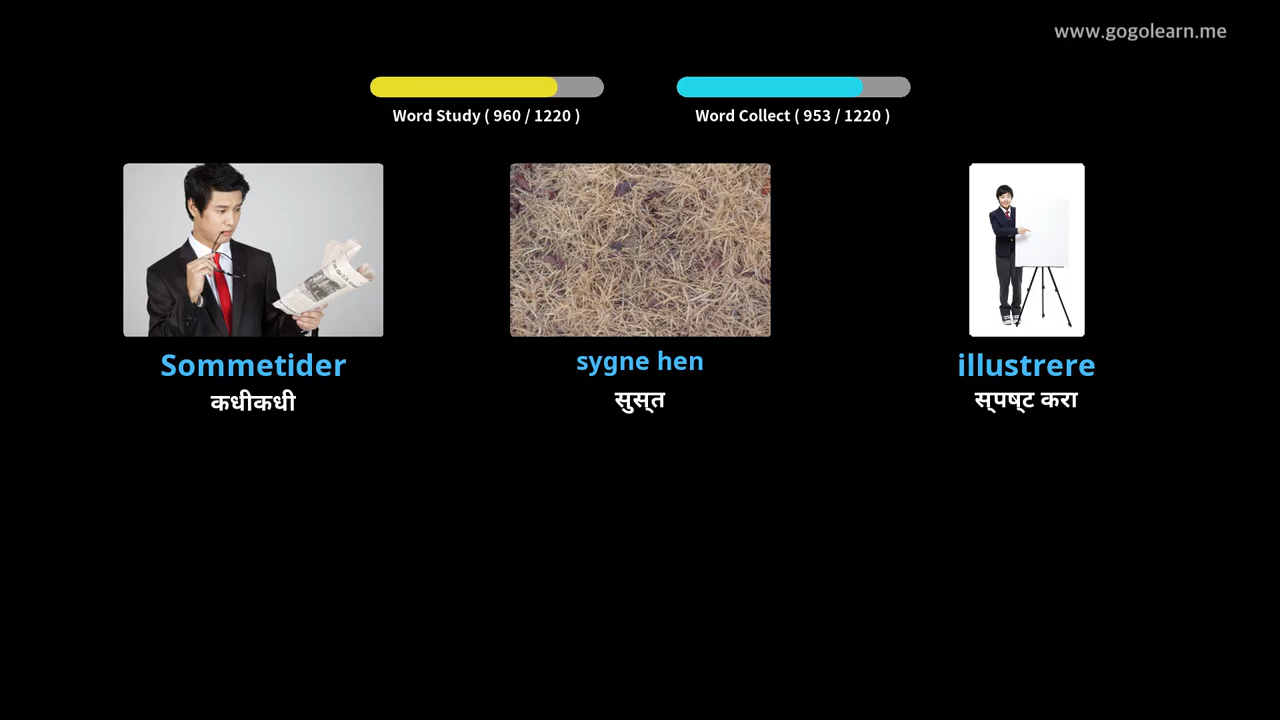 www.gogolearn.me
Word Study ( 960 / 1220 )
Word Collect ( 953 / 1220 )
Sommetider
कधीकधी
sygne hen
सुस्त
illustrere
स्पष्ट करा